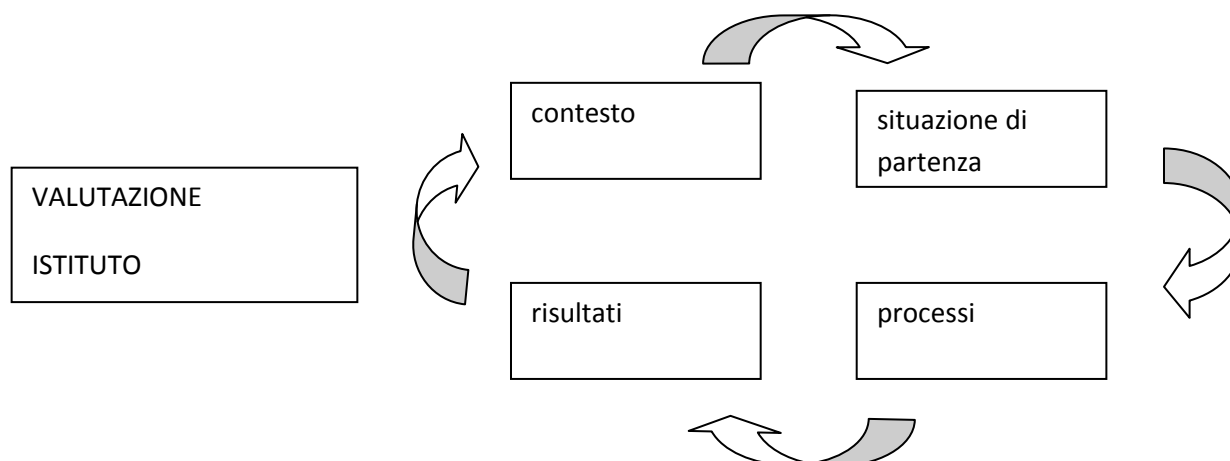 VALUTAZIONE
ISTITUTO
contesto
situazione di
partenza
risultati
processi